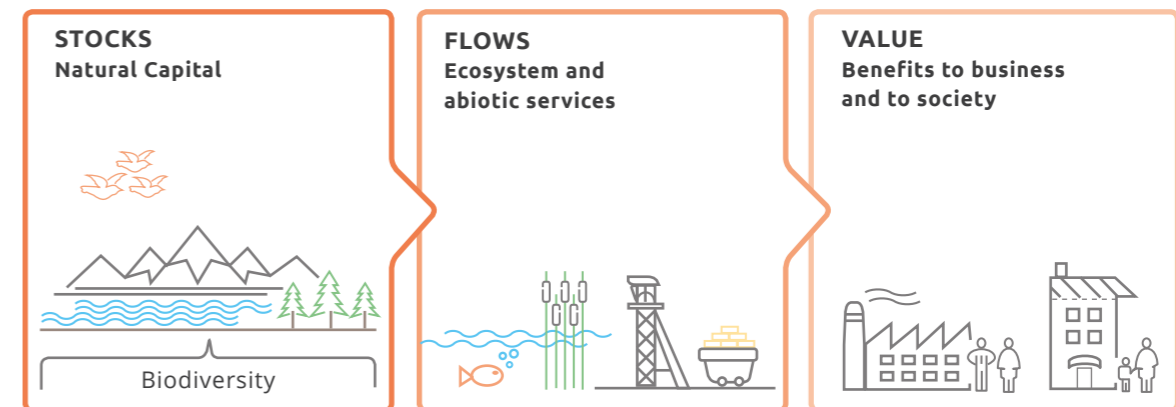 STOCKS
Natural Capital
Biodiversity
FLOWS
Ecosystem and
abiotic services
VALUE
Benefits to business
and to society